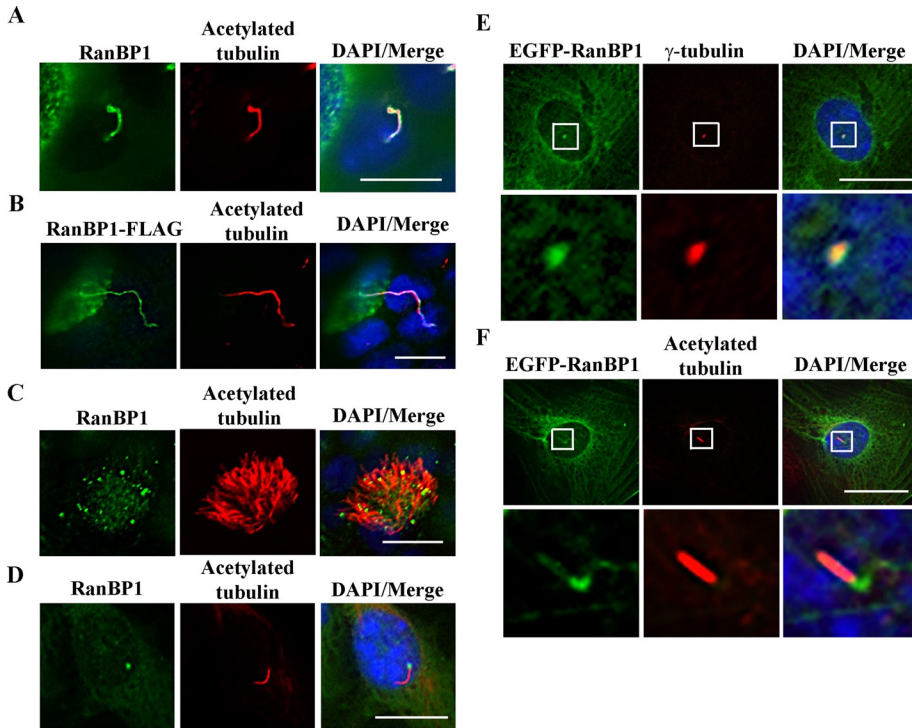 A
RanBP1
Acetylated
tubulin
DAPI/Merge
B
RanBP1-FLAG
Acetylated
tubulin
DAPI/Merge
C
RanBP1
Acetylated
tubulin
DAPI/Merge
D
RanBP1
Acetylated
tubulin
DAPI/Merge
E
EGFP-RanBP1
γ-tubulin
DAPI/Merge
F
EGFP-RanBP1
Acetylated
tubulin
DAPI/Merge